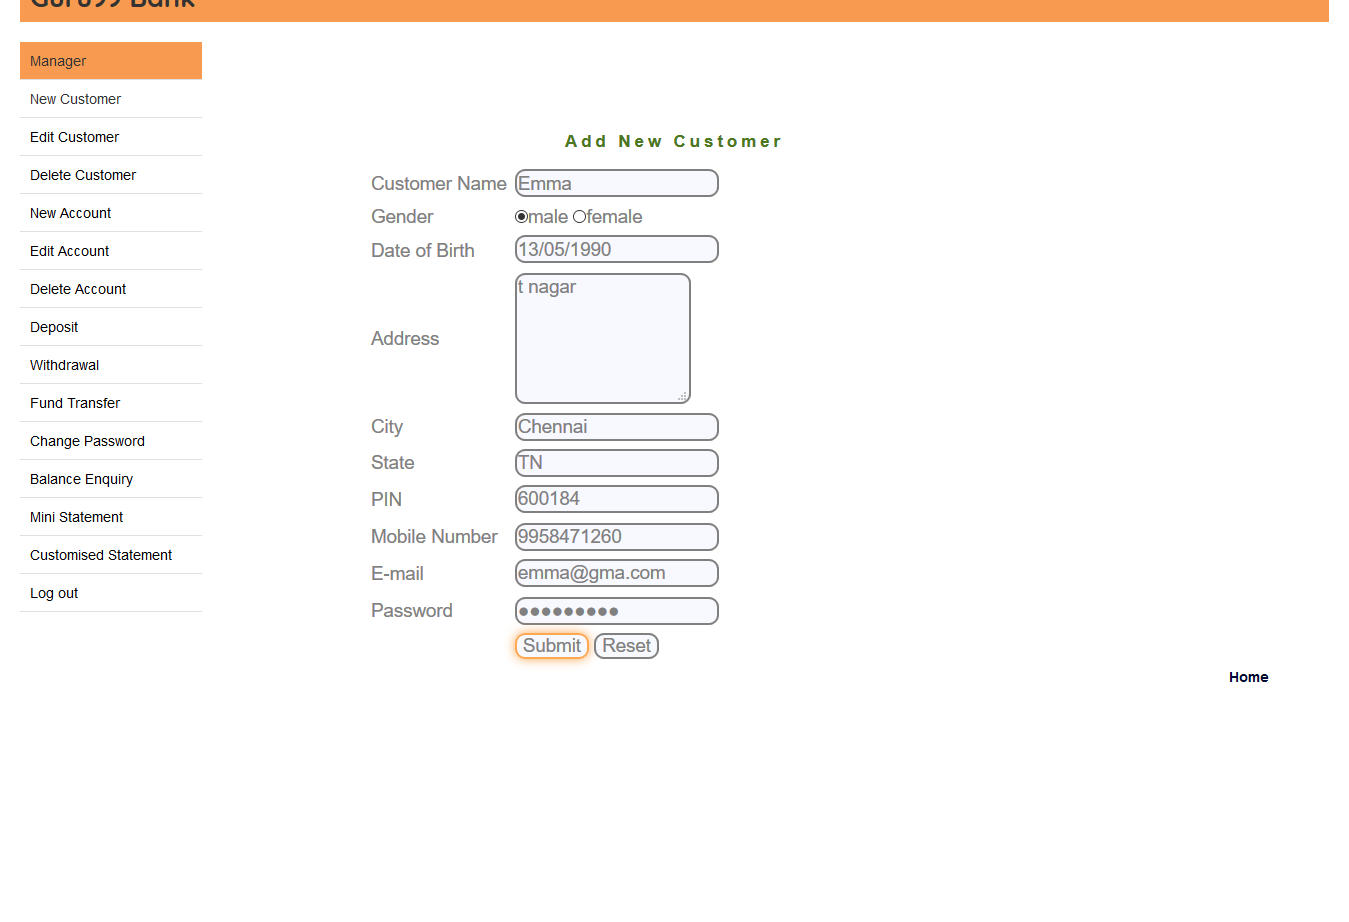 Guru99 Bank
Manager
New Customer
Edit Customer
Delete Customer
New Account
Edit Account
Delete Account
Deposit
Withdrawal
Fund Transfer
Change Password
Balance Enquiry
Mini Statement
Customised Statement
Log out
Add New Customer
Customer Name Emma
Gender male female
Date of Birth 13/05/1990
Address t nagar
City Chennai
State TN
PIN 600184
Mobile Number 9958471260
E-mail emma@gma.com
Password •••••••••
Submit Reset
Home